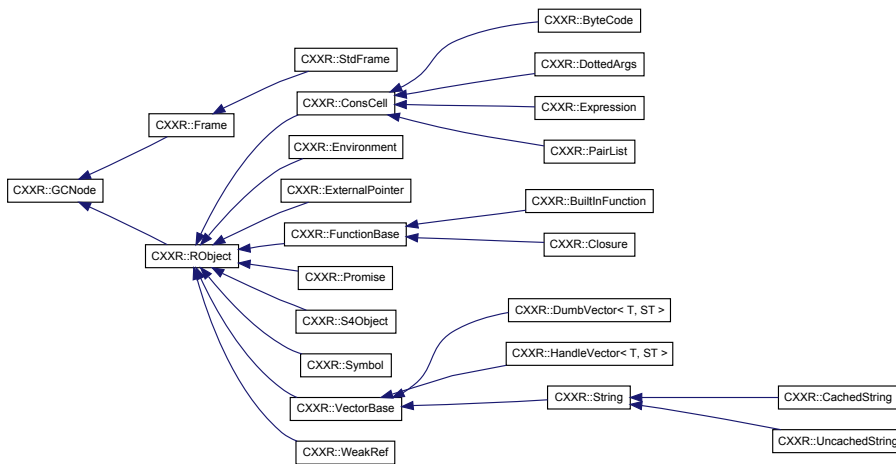 CXXR::ByteCode
CXXR::StdFrame
CXXR::DottedArgs
CXXR::ConsCell
CXXR::Expression
CXXR::Frame
CXXR::Environment
CXXR::PairList
CXXR::GCNode
CXXR::ExternalPointer
CXXR::BuiltInFunction
CXXR::FunctionBase
CXXR::Closure
CXXR::RObject
CXXR::Promise
CXXR::S4Object
CXXR::DumbVector< T, ST >
CXXR::HandleVector< T, ST >
CXXR::Symbol
CXXR::String
CXXR::CachedString
CXXR::VectorBase
CXXR::UncachedString
CXXR::WeakRef